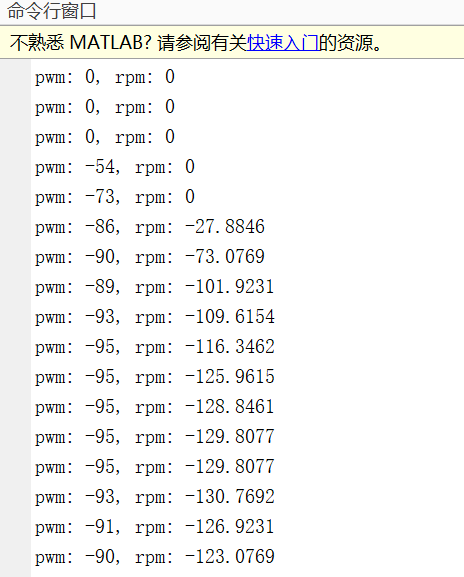 命令行窗口
不熟悉 MATLAB? 请参阅有关快速入门的资源。
pwm: 0, rpm: 0
pwm: 0, rpm: 0
pwm: 0, rpm: 0
pwm: -54, rpm: 0
pwm: -73, rpm: 0
pwm: -86, rpm: -27.8846
pwm: -90, rpm: -73.0769
pwm: -89, rpm: -101.9231
pwm: -93, rpm: -109.6154
pwm: -95, rpm: -116.3462
pwm: -95, rpm: -125.9615
pwm: -95, rpm: -128.8461
pwm: -95, rpm: -129.8077
pwm: -95, rpm: -129.8077
pwm: -93, rpm: -130.7692
pwm: -91, rpm: -126.9231
pwm: -90, rpm: -123.0769